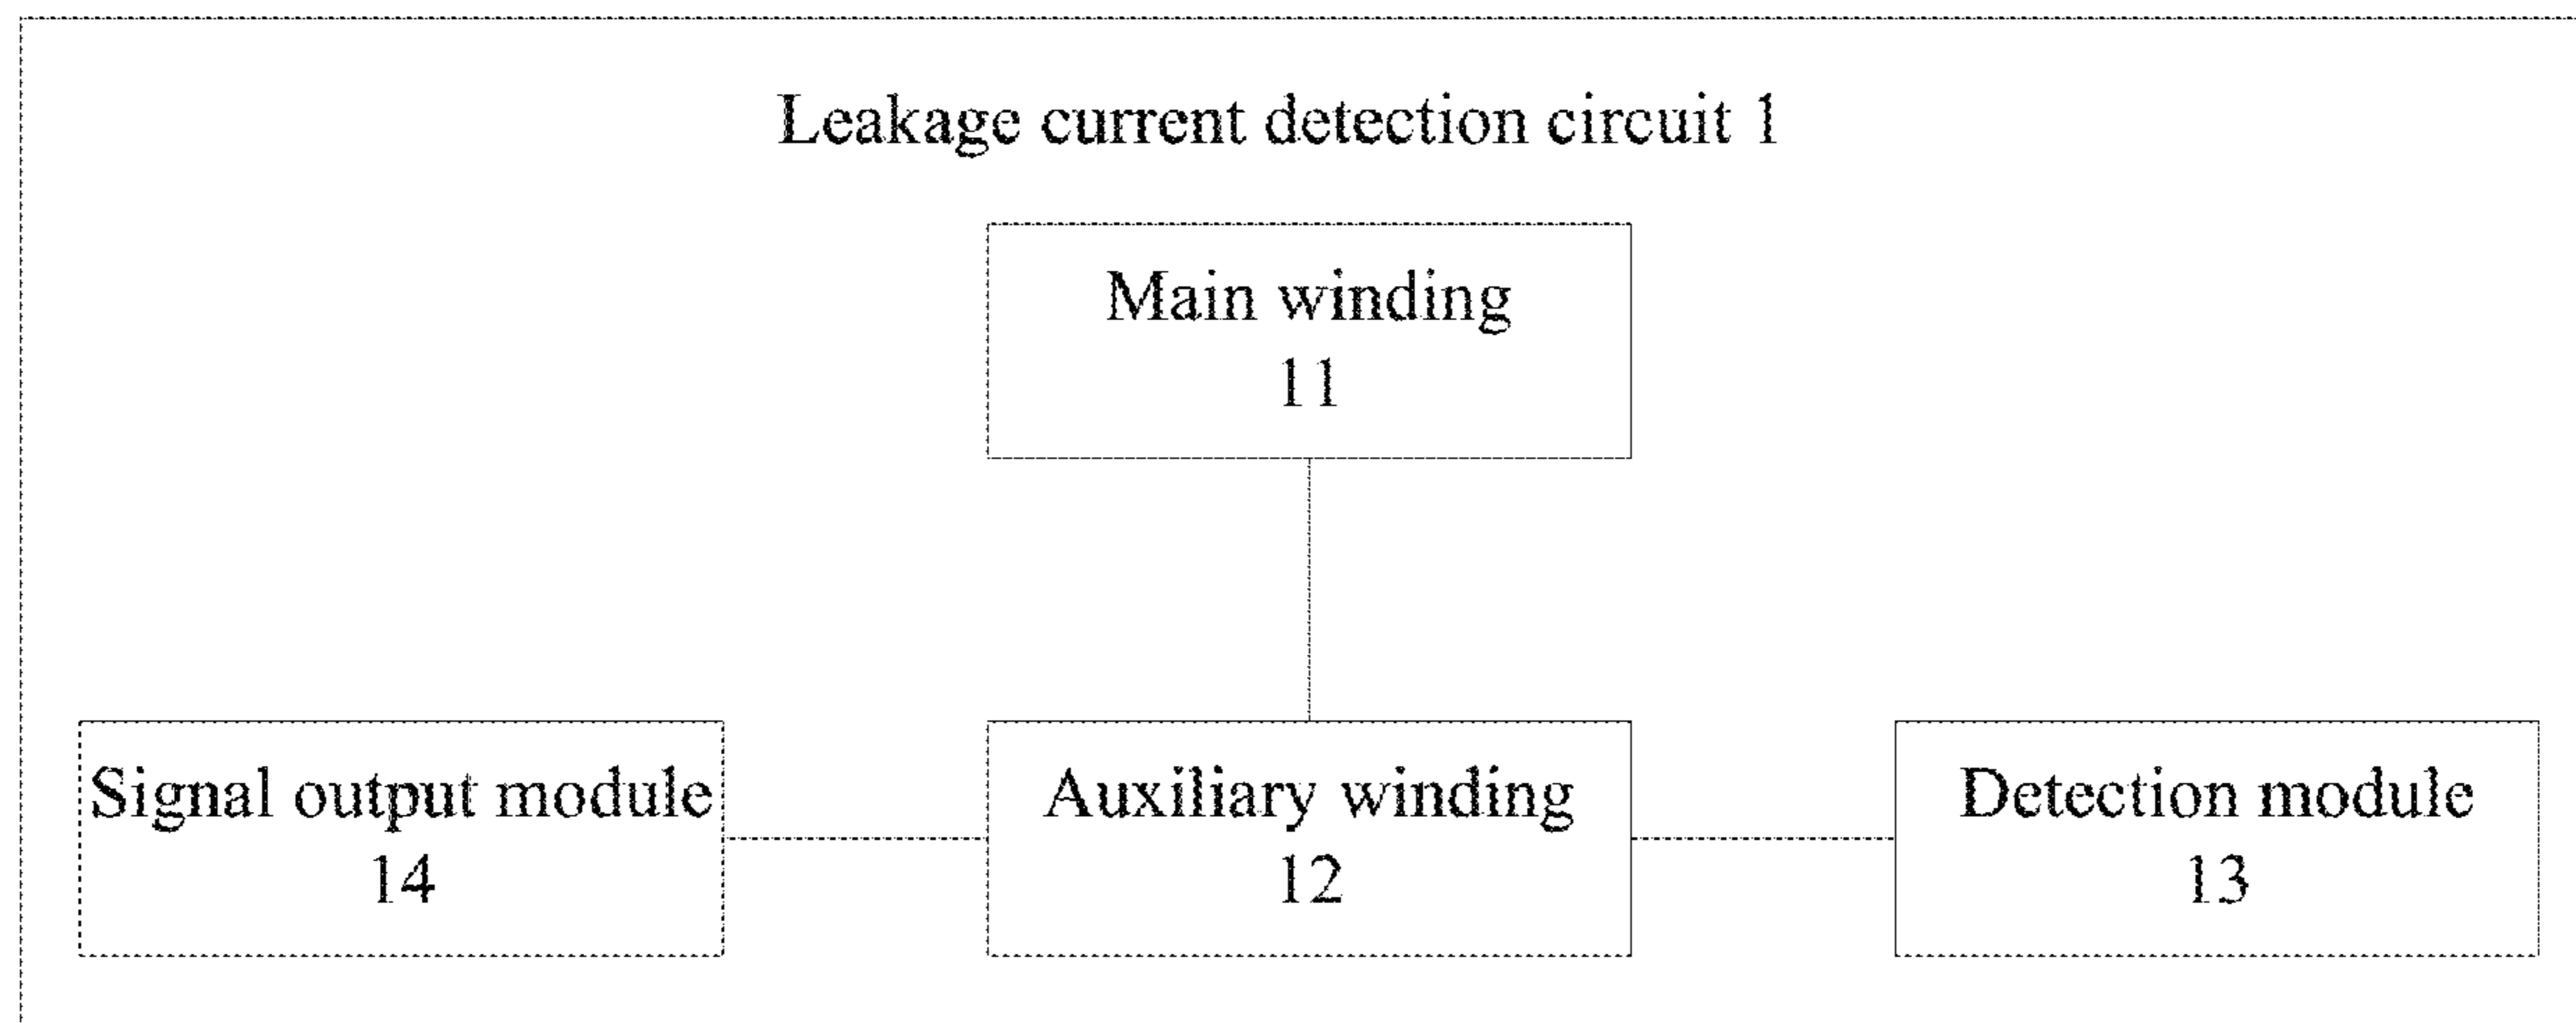 Leakage current detection circuit 1
Main winding
11
Signal output module
14
Auxiliary winding
12
Detection module
13